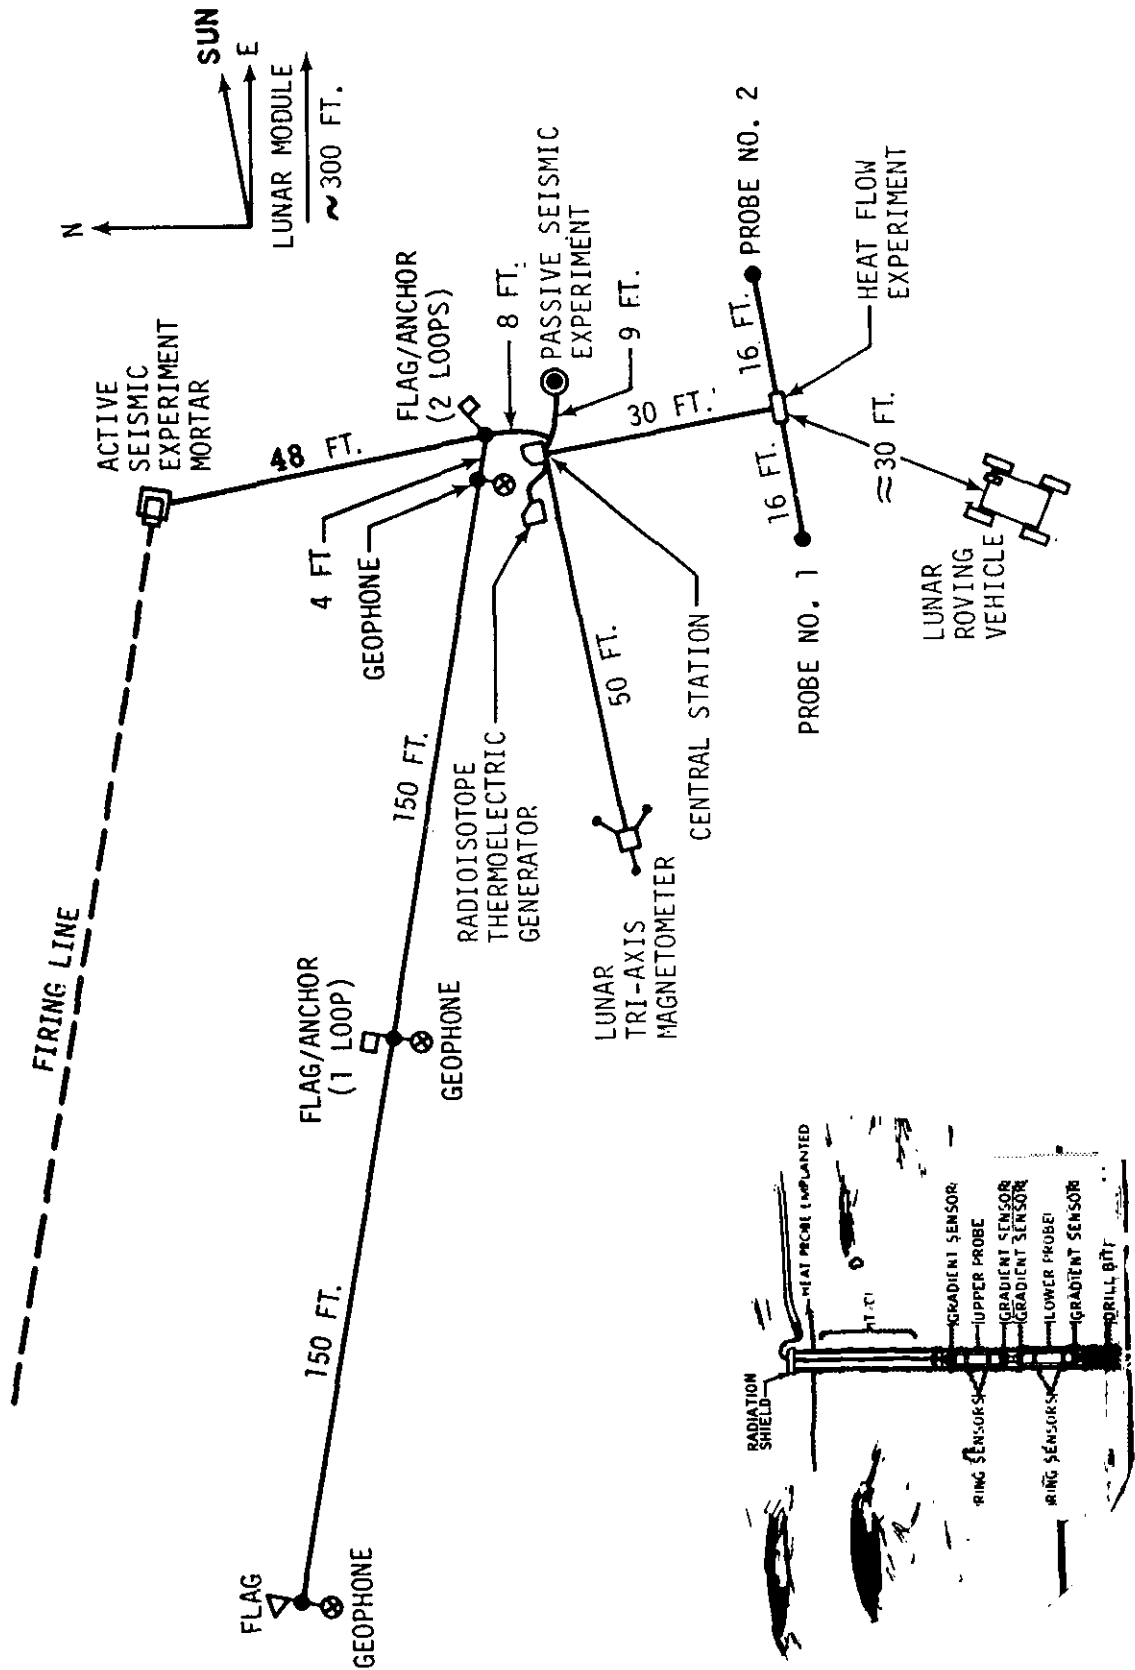 N
SUN
E
LUNAR MODULE
≈300 FT.
ACTIVE
SEISMIC
EXPERIMENT
MORTAR
FIRING LINE
48 FT.
FLAG/ANCHOR
(2 LOOPS)
8 FT.
4 FT
GEOPHONE
PASSIVE SEISMIC
EXPERIMENT
9 FT.
150 FT.
FLAG/ANCHOR
(1 LOOP)
GEOPHONE
150 FT.
FLAG
GEOPHONE
RADIOISOTOPE
THERMOELECTRIC
GENERATOR
50 FT.
LUNAR
TRI-AXIS
MAGNETOMETER
CENTRAL STATION
30 FT.
16 FT.
PROBE NO. 2
16 FT.
PROBE NO. 1
HEAT FLOW
EXPERIMENT
≈30 FT.
LUNAR
ROVING
VEHICLE
RADIATION
SHIELD
HEAT PROBE EMPLANTED
GRADIENT SENSOR
UPPER PROBE
GRADIENT SENSOR
GRADIENT SENSOR
LOWER PROBE
GRADIENT SENSOR
DRILL BIT
RING SENSORS
RING SENSORS